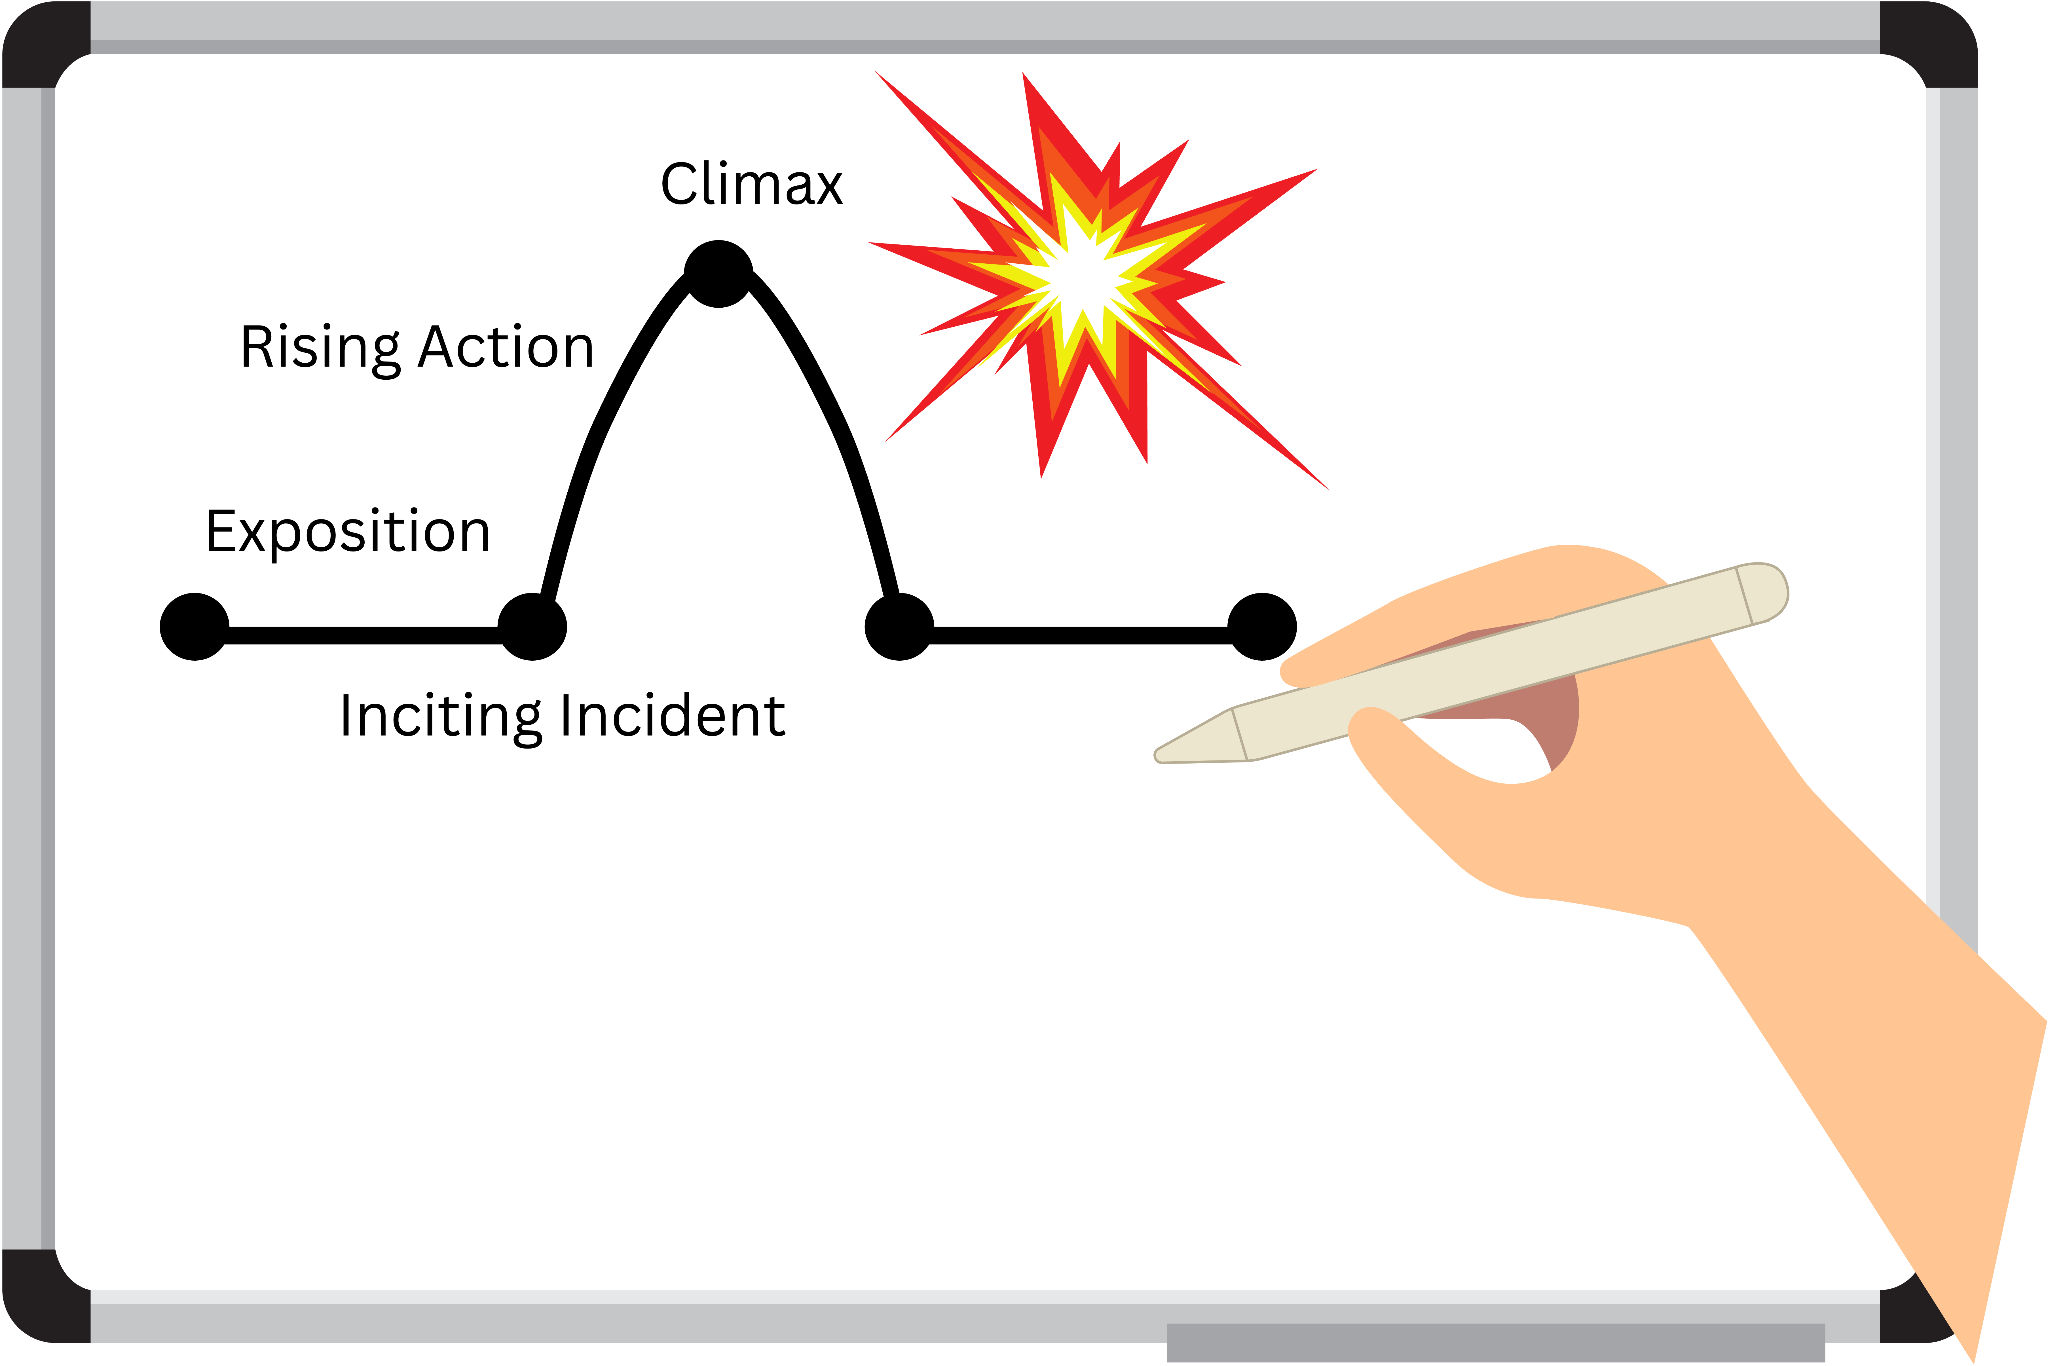 Climax
Rising Action
Exposition
Inciting Incident